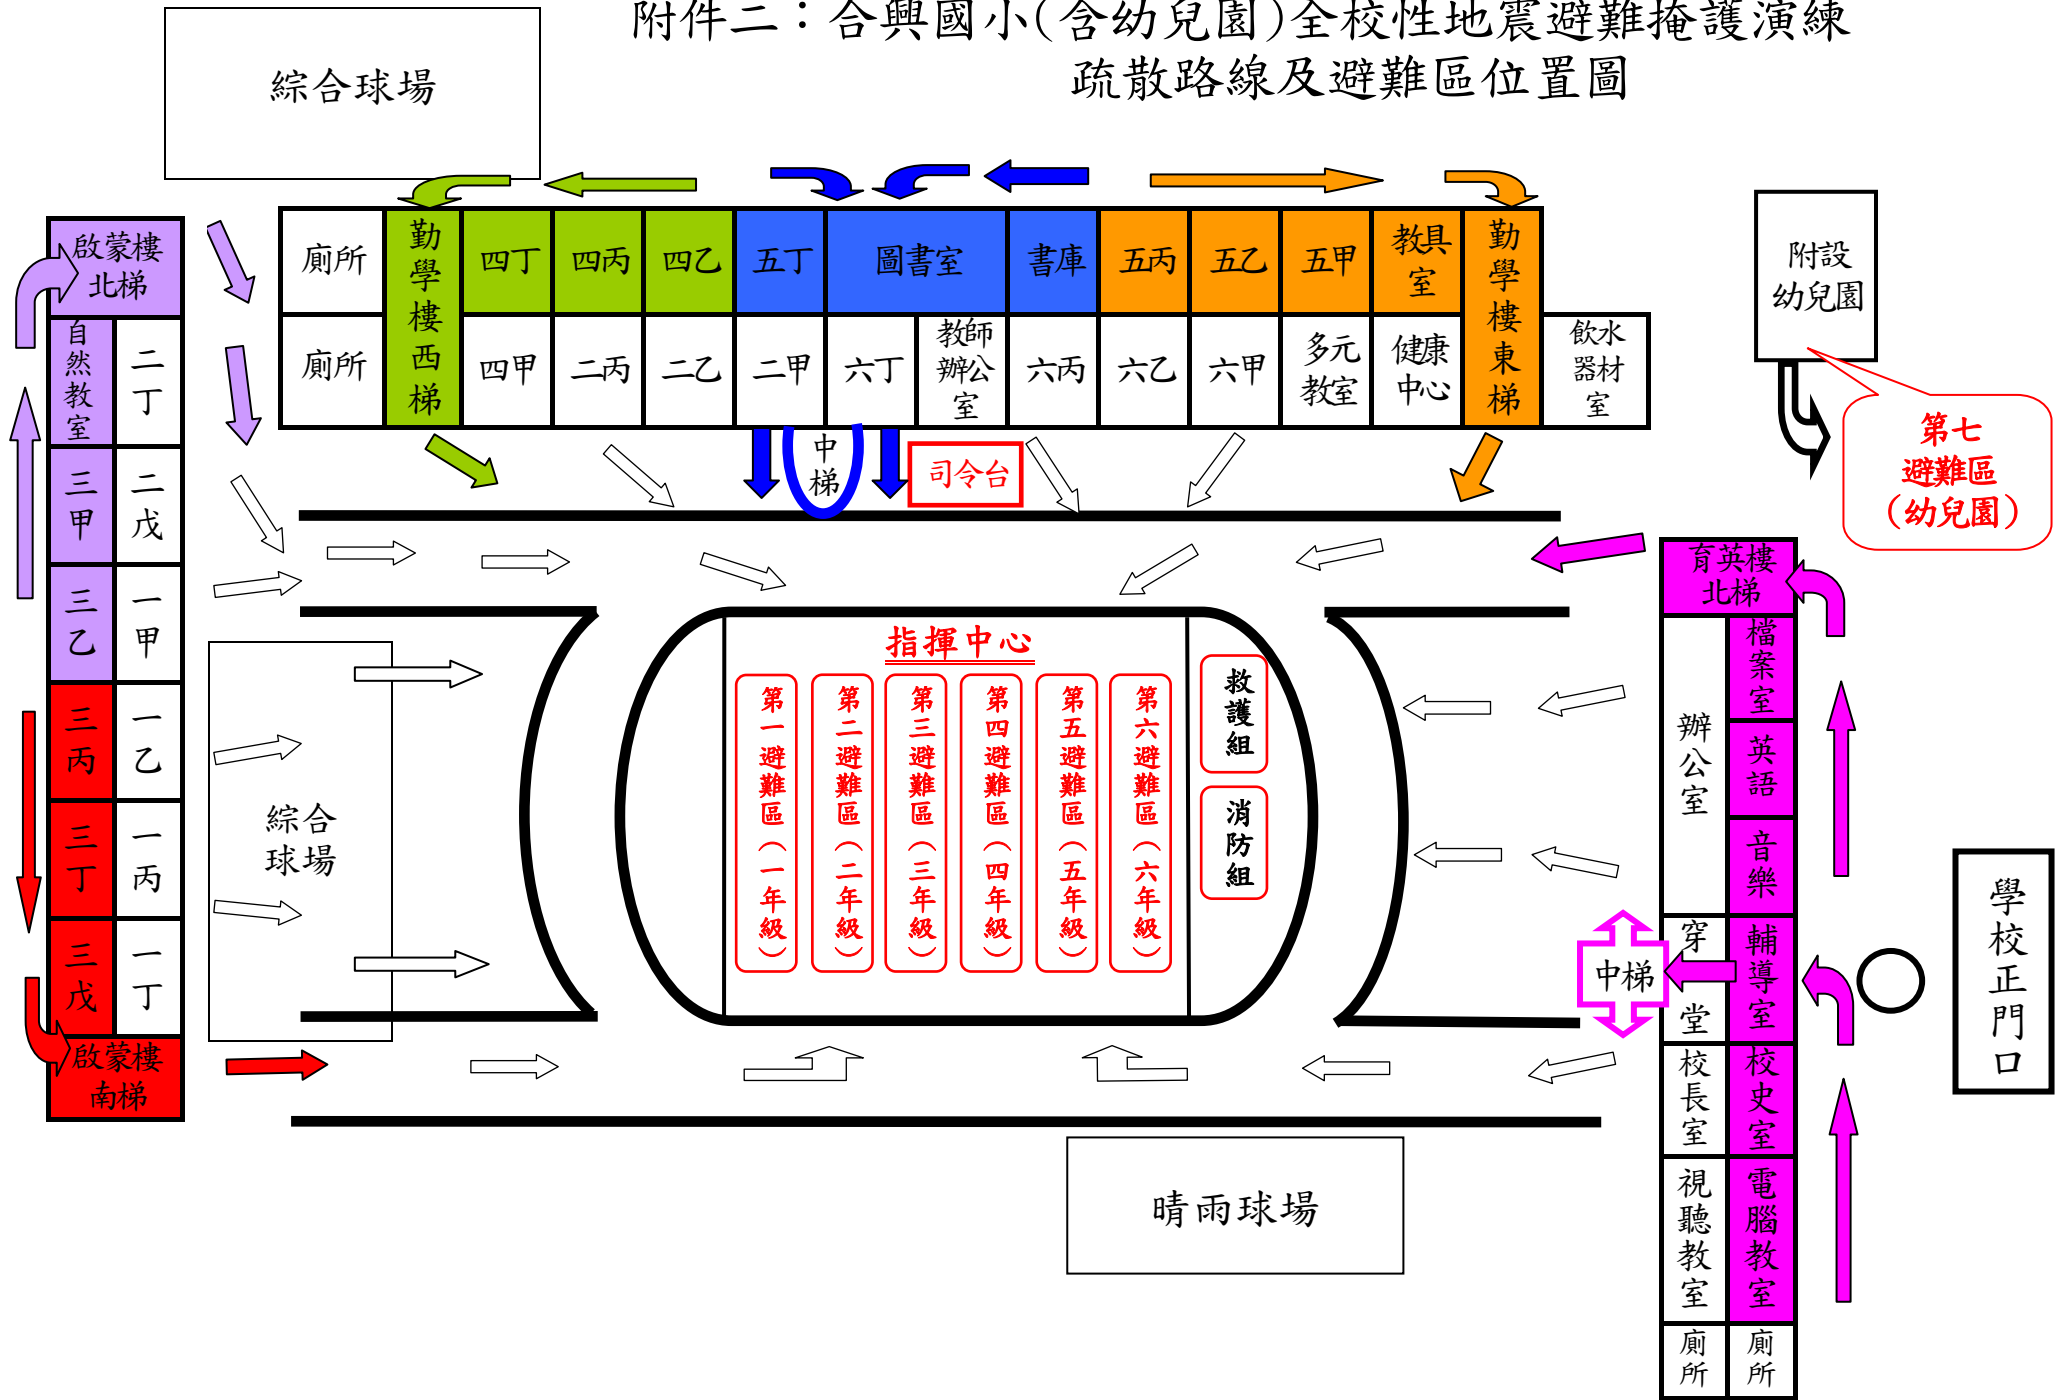 附件二：合興國小(含幼兒園)全校性地震避難掩護演練
疏散路線及避難區位置圖
綜合球場
啟蒙樓
北梯
自然教室
二丁
三甲
二戊
三乙
一甲
三丙
一乙
三丁
一丙
三戊
一丁
啟蒙樓
南梯
廁所
勤學樓西梯
四丁
四丙
四乙
五丁
圖書室
書庫
五丙
五乙
五甲
教具
室
勤學樓東梯
廁所
四甲
二丙
二乙
二甲
六丁
教師
辦公
室
六丙
六乙
六甲
多元
教室
健康
中心
飲水
器材
室
附設
幼兒園
第七
避難區
(幼兒園)
中梯
司令台
綜合
球場
指揮中心
第一避難區(一年級)
第二避難區(二年級)
第三避難區(三年級)
第四避難區(四年級)
第五避難區(五年級)
第六避難區(六年級)
救護組
消防組
育英樓
北梯
辦公室
檔案室
英語
音樂
穿堂
輔導室
中梯
校長室
校史室
視聽教室
電腦教室
廁所
廁所
學校正門口
晴雨球場